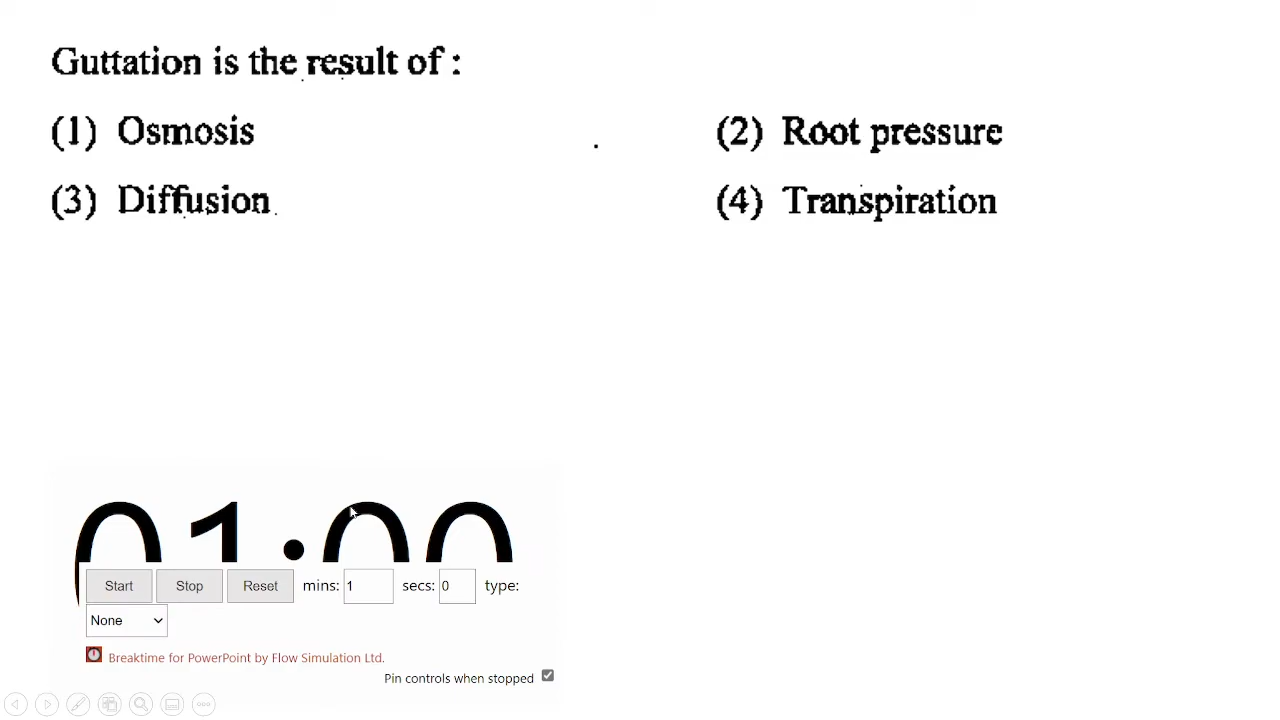 Guttation is the result of :
(1) Osmosis (2) Root pressure
(3) Diffusion (4) Transpiration
01:00
Start Stop Reset mins: 1 secs: 0 type:
None
Breaktime for PowerPoint by Flow Simulation Ltd.
Pin controls when stopped